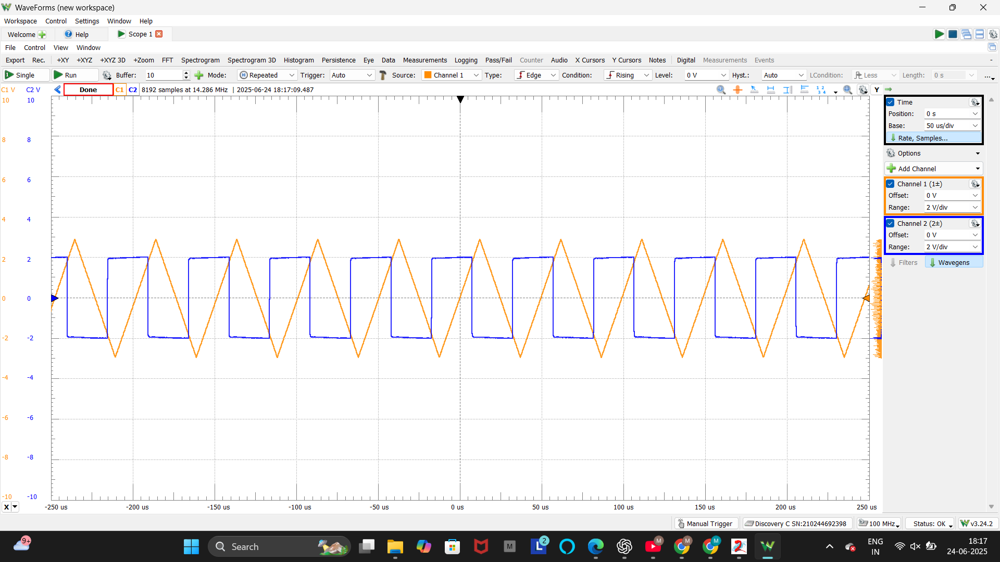 WaveForms (new workspace)
Workspace Control Settings Window Help
Welcome Help Scope 1
File Control View Window
Export Rec. +XY +XYZ +XYZ 3D +Zoom FFT Spectrogram Spectrogram 3D Histogram Persistence Eye Data Measurements Logging Pass/Fail Counter Audio X Cursors Y Cursors Notes Digital Measurements Events
Single Run Buffer: 10 Mode: Repeated Trigger: Auto Source: Channel 1 Type: Edge Condition: Rising Level: 0 V Hyst.: Auto LCondition: Less Length: 0 s ...
C1 V C2 V Done C1 C2 8192 samples at 14.286 MHz | 2025-06-24 18:17:09.487 Y
10 10
8 8
6 6
4 4
2 2
0 0
-2 -2
-4 -4
-6 -6
-8 -8
-10 -10
X -250 us -200 us -150 us -100 us -50 us 0 us 50 us 100 us 150 us 200 us 250 us
Time
Position: 0 s
Base: 50 us/div
Rate, Samples...
Options
Add Channel
Channel 1 (1±)
Offset: 0 V
Range: 2 V/div
Channel 2 (2±)
Offset: 0 V
Range: 2 V/div
Filters Wavegens
Manual Trigger Discovery C SN:210244692398 100 MHz Status: OK v3.24.2
9+ Search 2 M M M M ENG IN 18:17
24-06-2025